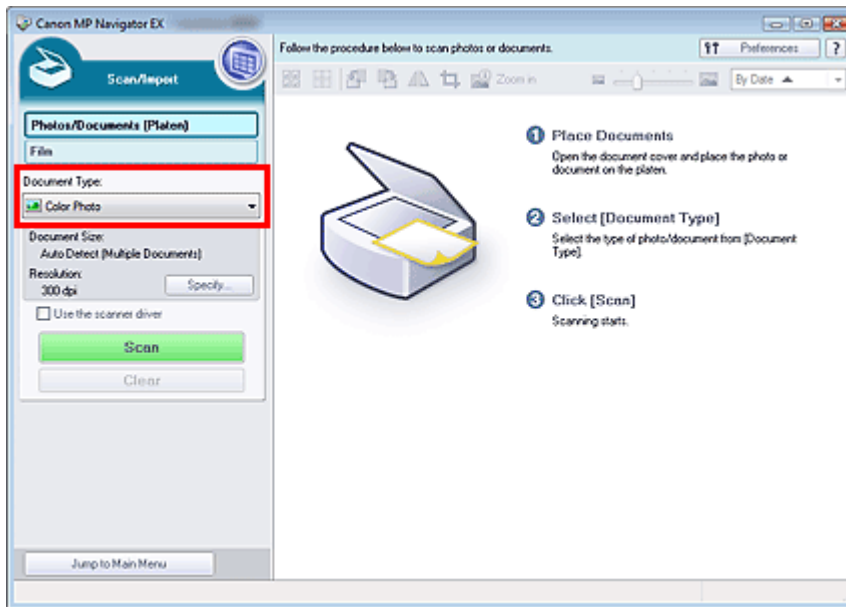 Canon MP Navigator EX
Scan/Import
Photos/Documents (Platen)
Film
Document Type:
Color Photo
Document Size:
Auto Detect (Multiple Documents)
Resolution:
300 dpi
Specify...
Use the scanner driver
Scan
Clear
Jump to Main Menu
Follow the procedure below to scan photos or documents.
Preferences
?
Zoom in
By Date
1 Place Documents
Open the document cover and place the photo or
document on the platen.
2 Select [Document Type]
Select the type of photo/document from [Document
Type].
3 Click [Scan]
Scanning starts.